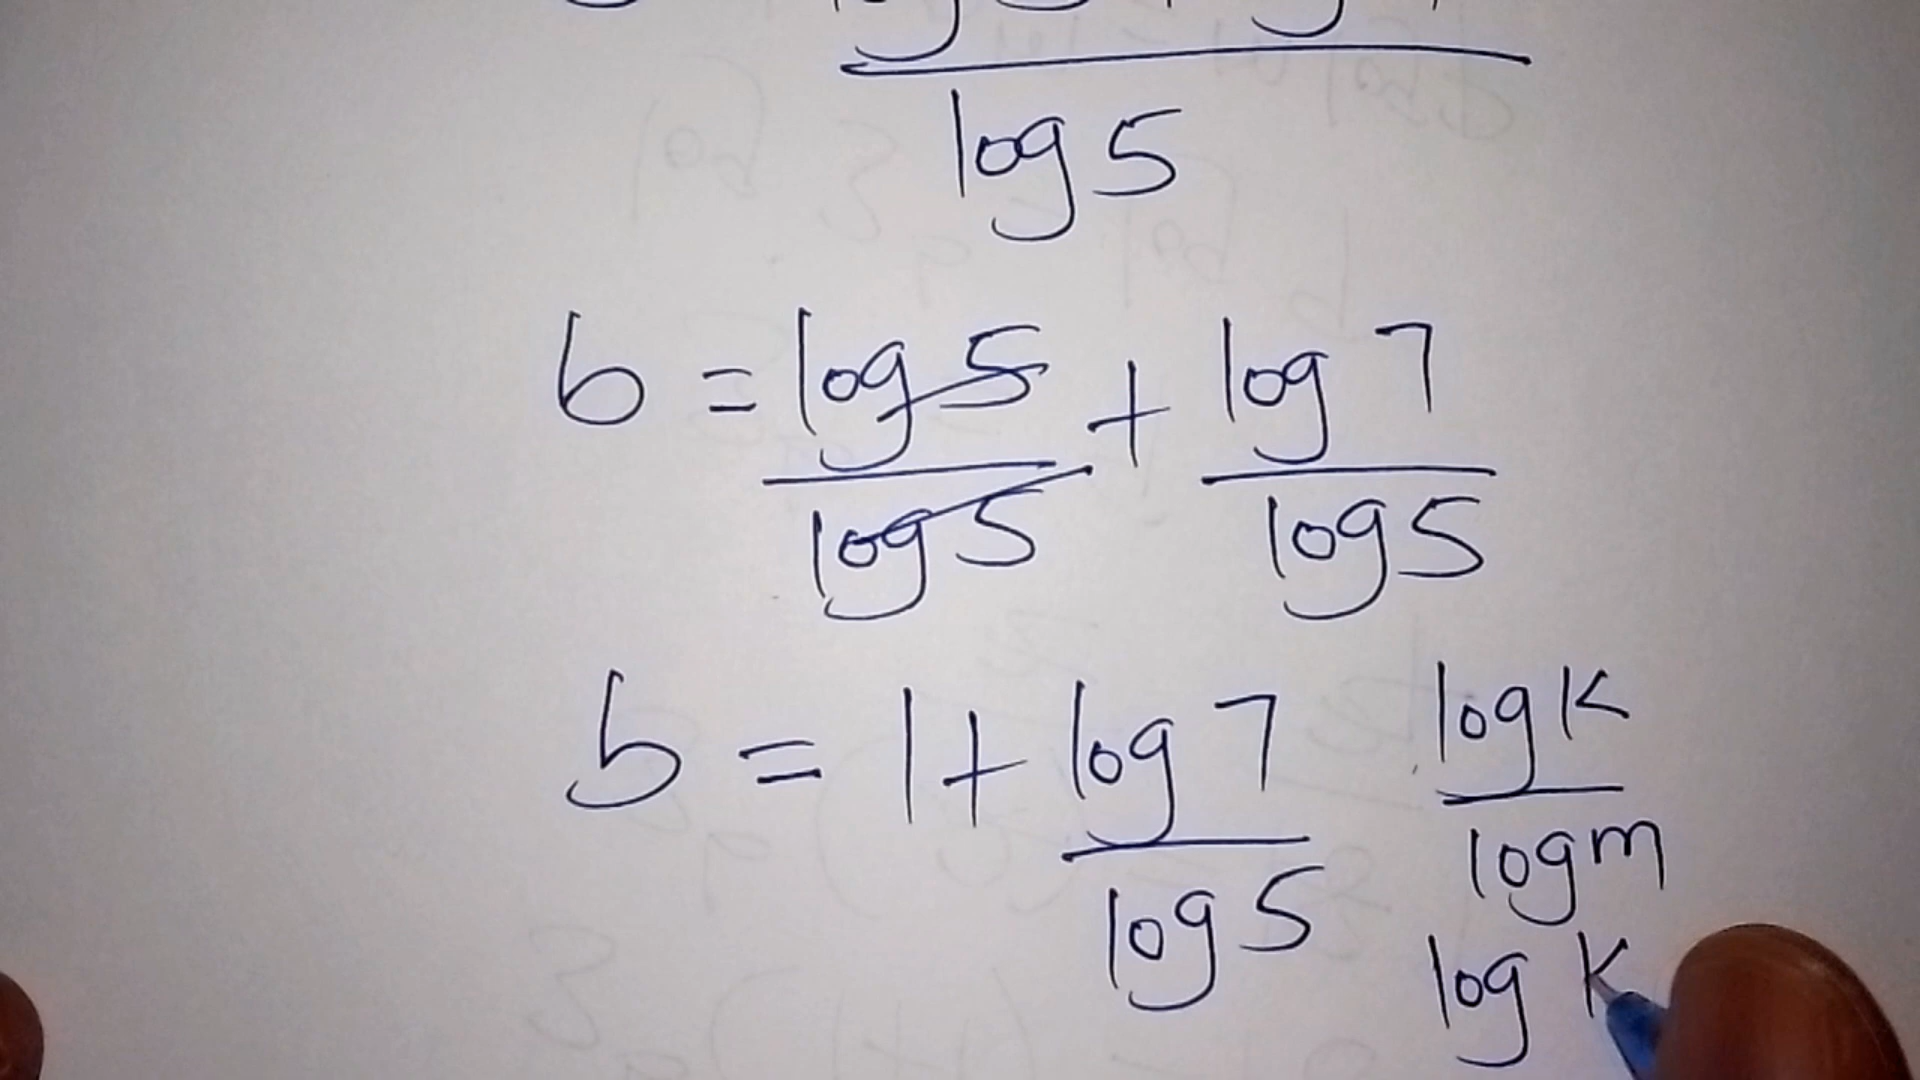 log 5
b = log 5 / log 5 + log 7 / log 5
b = 1 + log 7 / log 5
log K / log m
log K